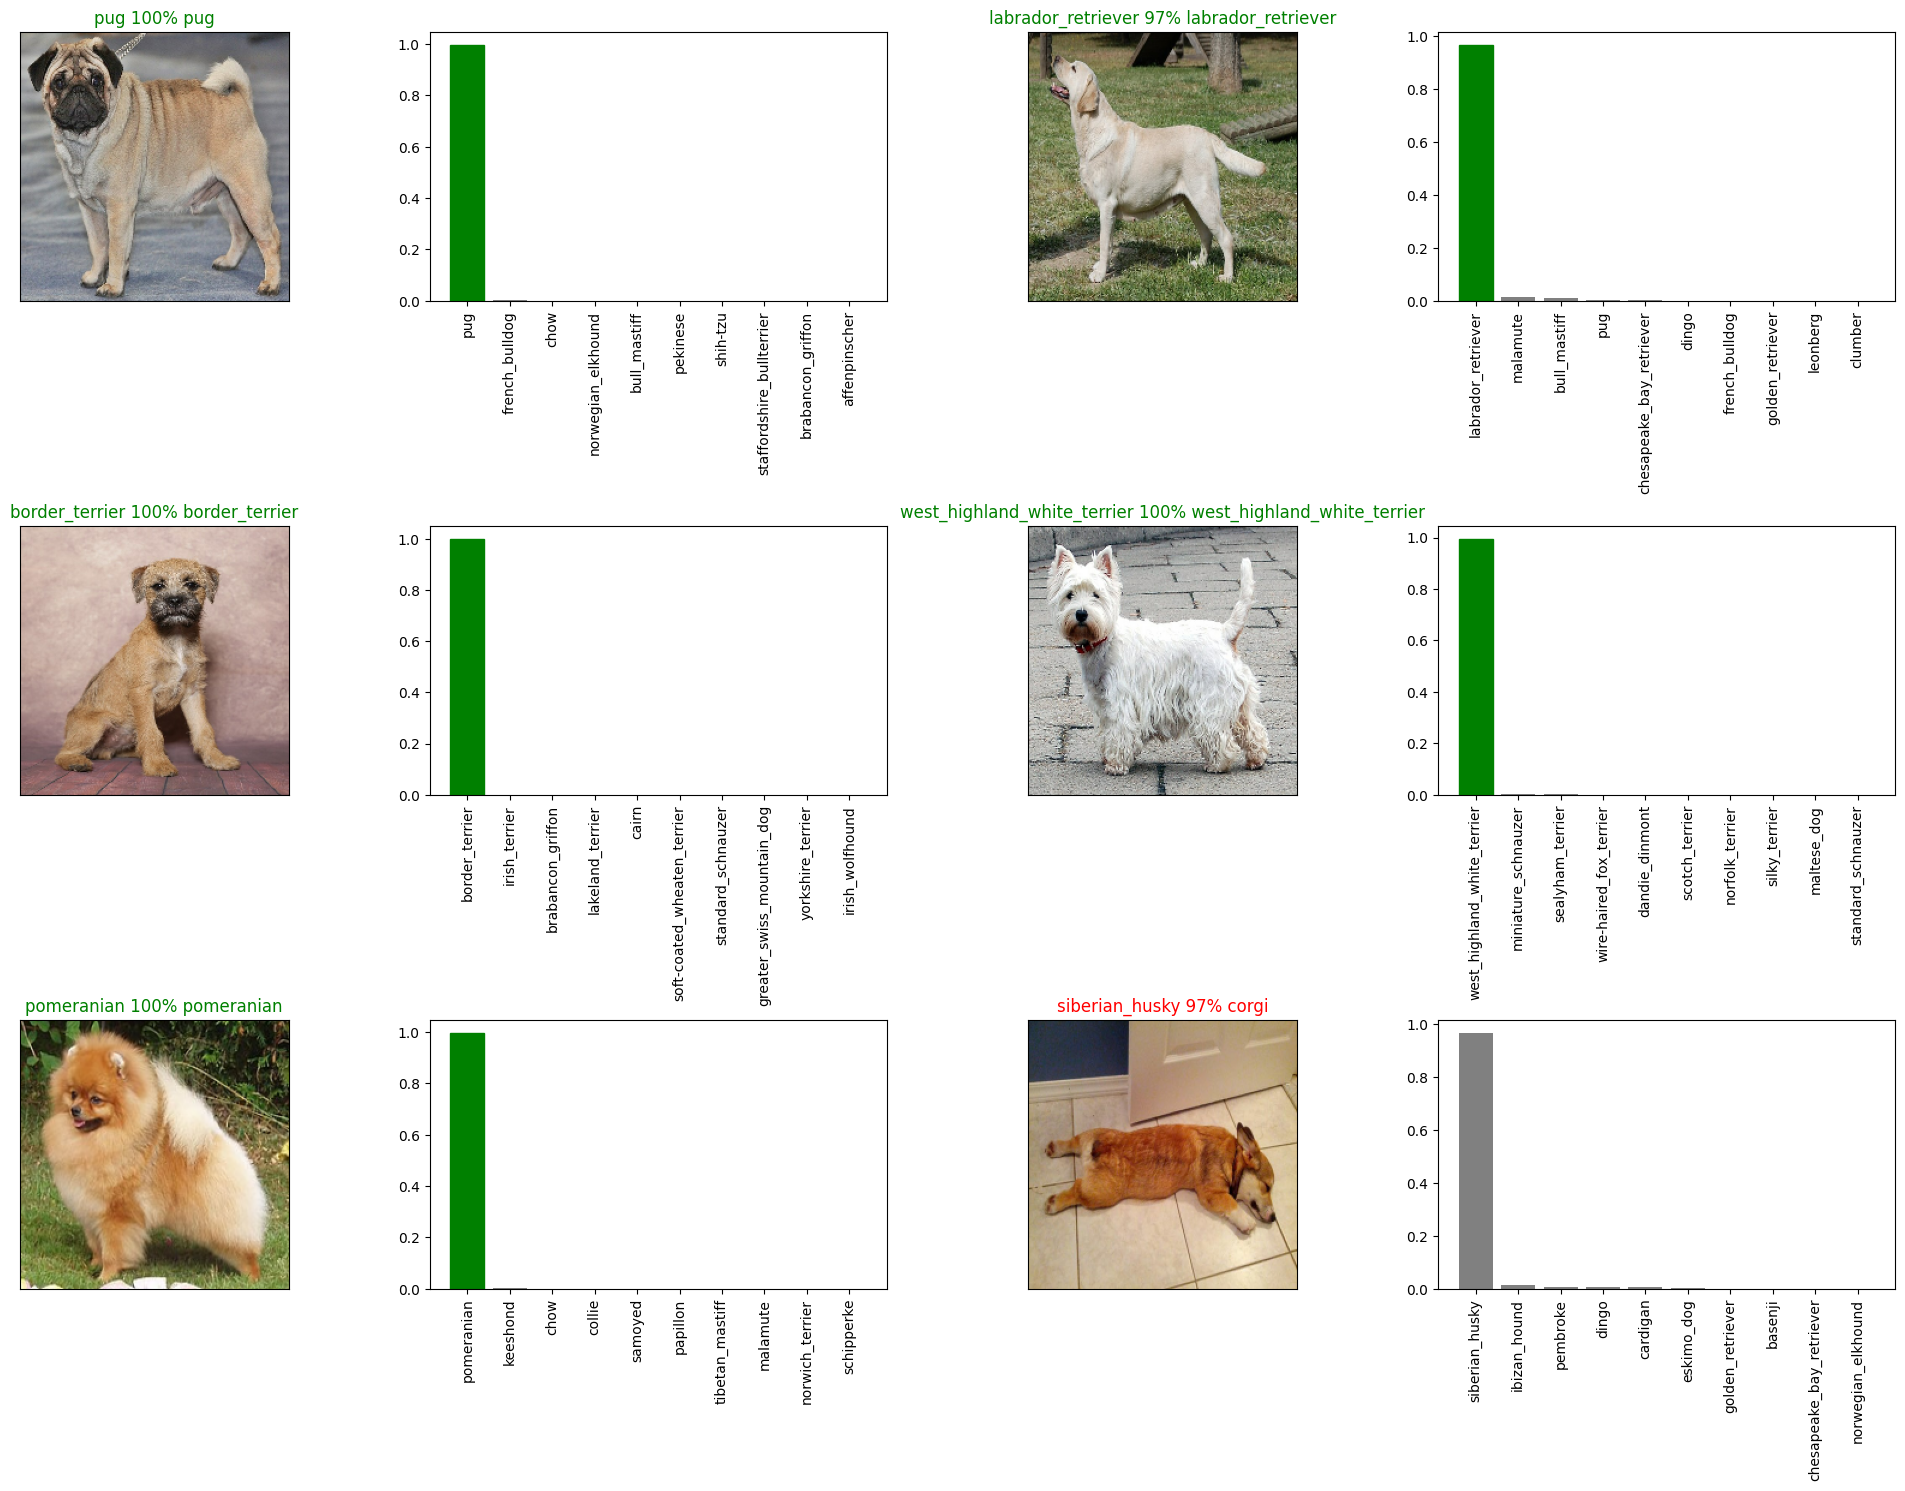 pug 100% pug
1.0
0.8
0.6
0.4
0.2
0.0
pug
french_bulldog
chow
norwegian_elkhound
bull_mastiff
pekinese
shih-tzu
staffordshire_bullterrier
brabancon_griffon
affenpinscher
labrador_retriever 97% labrador_retriever
1.0
0.8
0.6
0.4
0.2
0.0
labrador_retriever
malamute
bull_mastiff
pug
chesapeake_bay_retriever
dingo
french_bulldog
golden_retriever
leonberg
clumber
border_terrier 100% border_terrier
1.0
0.8
0.6
0.4
0.2
0.0
border_terrier
irish_terrier
brabancon_griffon
lakeland_terrier
cairn
soft-coated_wheaten_terrier
standard_schnauzer
greater_swiss_mountain_dog
yorkshire_terrier
irish_wolfhound
west_highland_white_terrier 100% west_highland_white_terrier
1.0
0.8
0.6
0.4
0.2
0.0
west_highland_white_terrier
miniature_schnauzer
sealyham_terrier
wire-haired_fox_terrier
dandie_dinmont
scotch_terrier
norfolk_terrier
silky_terrier
maltese_dog
standard_schnauzer
pomeranian 100% pomeranian
1.0
0.8
0.6
0.4
0.2
0.0
pomeranian
keeshond
chow
collie
samoyed
papillon
tibetan_mastiff
malamute
norwich_terrier
schipperke
siberian_husky 97% corgi
1.0
0.8
0.6
0.4
0.2
0.0
siberian_husky
ibizan_hound
pembroke
dingo
cardigan
eskimo_dog
golden_retriever
basenji
chesapeake_bay_retriever
norwegian_elkhound